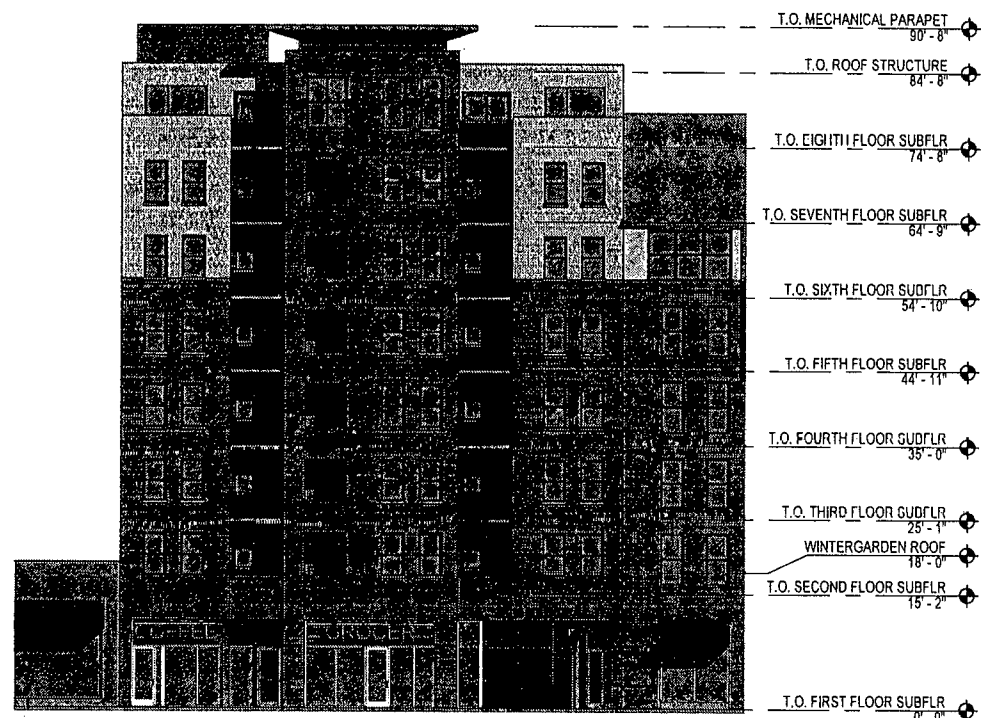 T.O. MECHANICAL PARAPET
90' - 8"
T.O. ROOF STRUCTURE
84' - 8"
T.O. EIGHTH FLOOR SUBFLR
74' - 8"
T.O. SEVENTH FLOOR SUBFLR
64' - 9"
T.O. SIXTH FLOOR SUBFLR
54' - 10"
T.O. FIFTH FLOOR SUBFLR
44' - 11"
T.O. FOURTH FLOOR SUBFLR
35' - 0"
T.O. THIRD FLOOR SUBFLR
25' - 1"
WINTERGARDEN ROOF
18' - 0"
T.O. SECOND FLOOR SUBFLR
15' - 2"
COFFEE GROCERY
T.O. FIRST FLOOR SUBFLR
0' - 0"